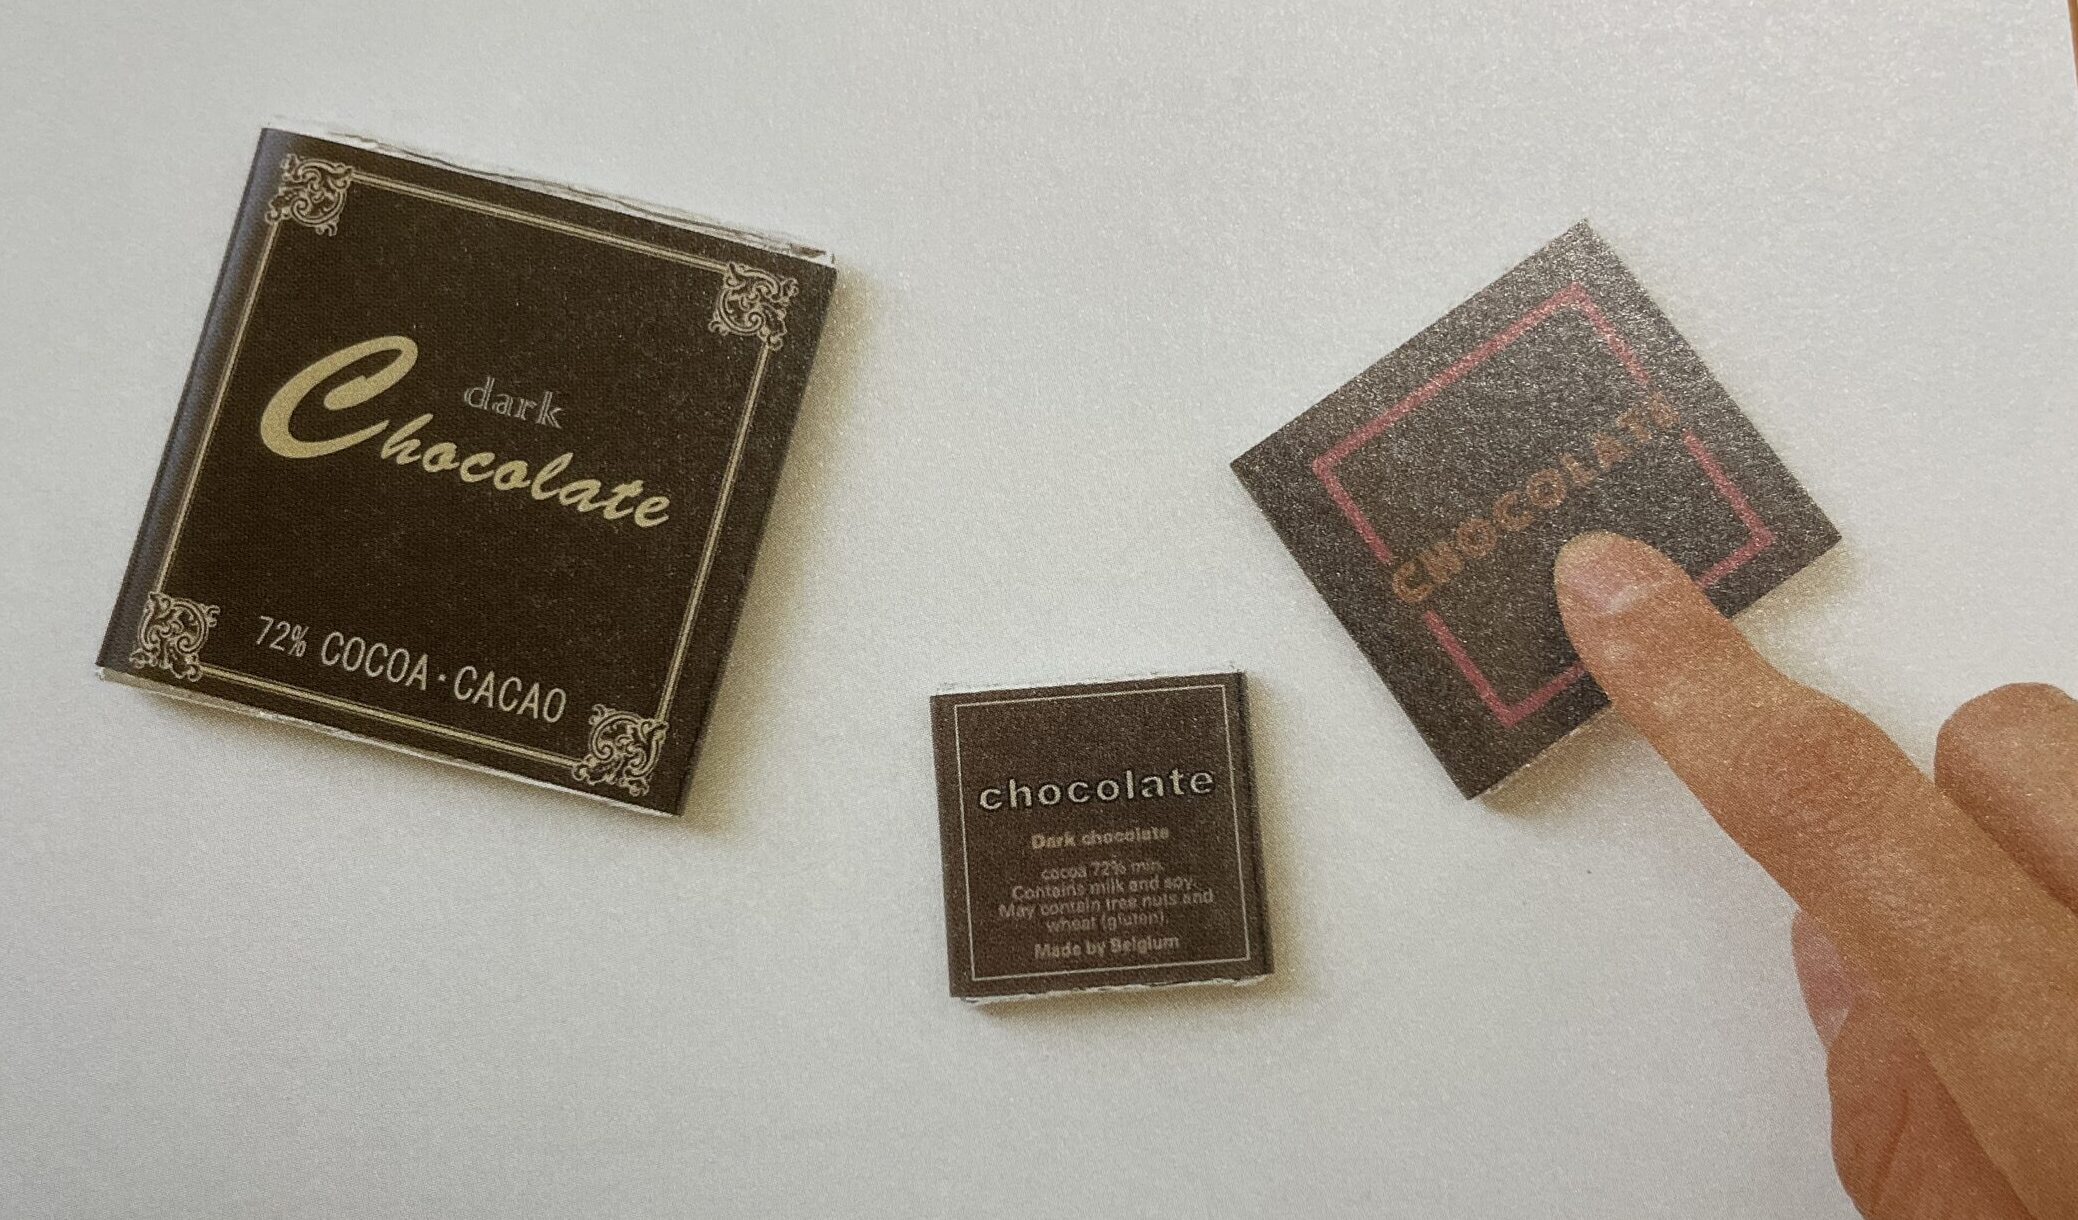 dark
Chocolate
72% COCOA·CACAO
chocolate
Dark chocolate
cocoa 72% min.
Contains milk and soy.
May contain tree nuts and
wheat (gluten).
Made by Belgium
CHOCOLATE